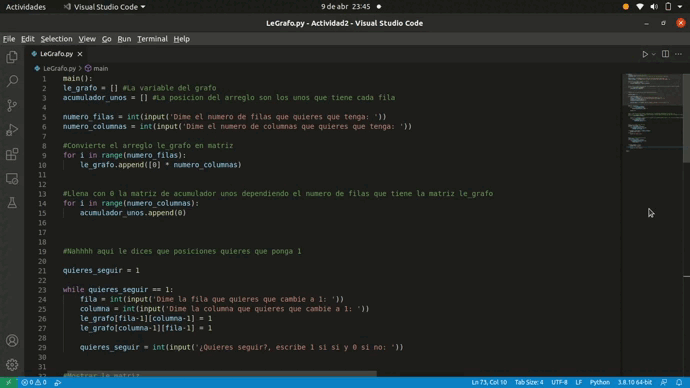 Actividades
Visual Studio Code
9 de abr 23:45
LeGrafo.py - Actividad2 - Visual Studio Code
File Edit Selection View Go Run Terminal Help
LeGrafo.py
LeGrafo.py > main
1 main():
2 le_grafo = [] #La variable del grafo
3 acumulador_unos = [] #La posicion del arreglo son los unos que tiene cada fila
4
5 numero_filas = int(input('Dime el numero de filas que quieres que tenga: '))
6 numero_columnas = int(input('Dime el numero de columnas que quieres que tenga: '))
7
8 #Convierte el arreglo le_grafo en matriz
9 for i in range(numero_filas):
10 le_grafo.append([0] * numero_columnas)
11
12
13 #Llena con 0 la matriz de acumulador unos dependiendo el numero de filas que tiene la matriz le_grafo
14 for i in range(numero_columnas):
15 acumulador_unos.append(0)
16
17
18
19 #Nahhhh aqui le dices que posiciones quieres que ponga 1
20
21 quieres_seguir = 1
22
23 while quieres_seguir == 1:
24 fila = int(input('Dime la fila que quieres que cambie a 1: '))
25 columna = int(input('Dime la columna que quieres que cambie a 1: '))
26 le_grafo[fila-1][columna-1] = 1
27 le_grafo[columna-1][fila-1] = 1
28
29 quieres_seguir = int(input('¿Quieres seguir?, escribe 1 si si y 0 si no: '))
30
31
#Mostrar la matriz
0 0 Ln 73, Col 10 Tab Size: 4 UTF-8 LF Python 3.8.10 64-bit